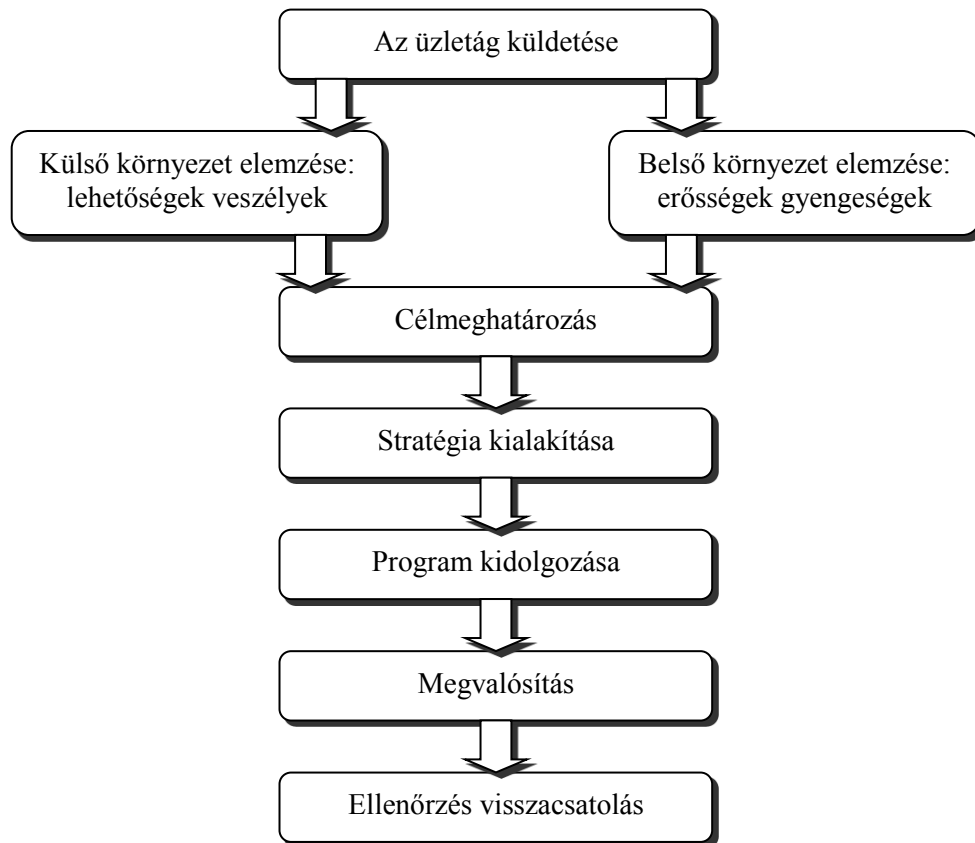 Az üzletág küldetése
Külső környezet elemzése:
lehetőségek veszélyek
Belső környezet elemzése:
erősségek gyengeségek
Célmeghatározás
Stratégia kialakítása
Program kidolgozása
Megvalósítás
Ellenőrzés visszacsatolás